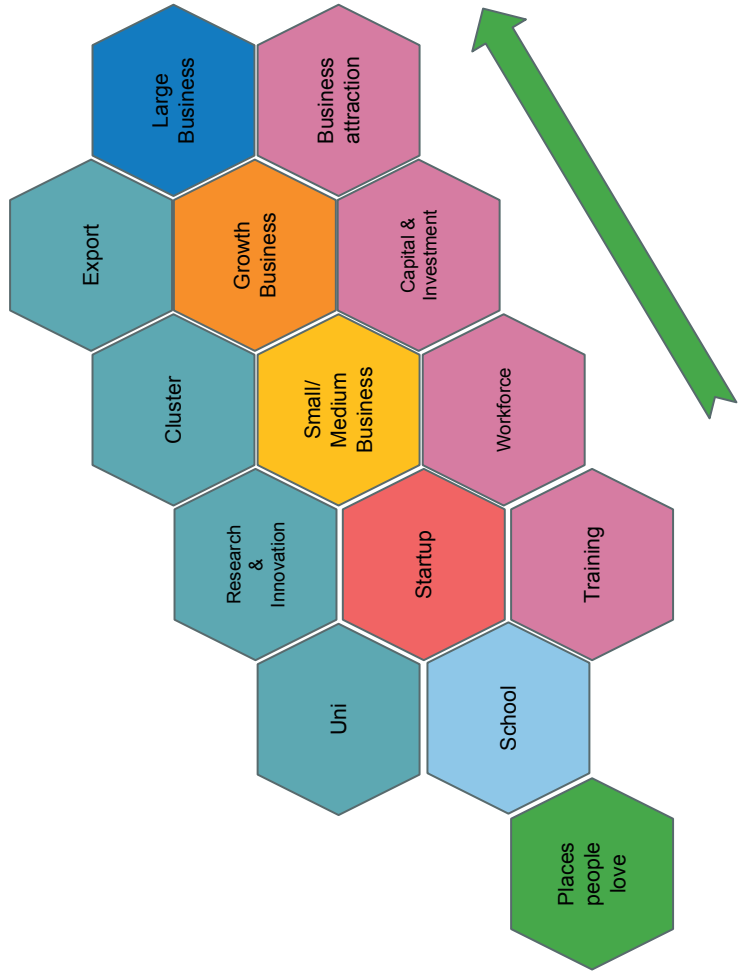 Export
Cluster
Large
Business
Research
&
Innovation
Growth
Business
Uni
Small/
Medium
Business
Business
attraction
Startup
Capital &
Investment
School
Workforce
Places
people
love
Training